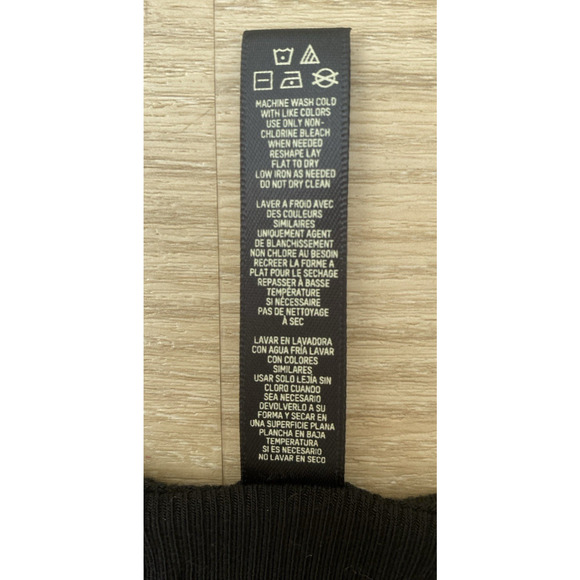 MACHINE WASH COLD
WITH LIKE COLORS
USE ONLY NON-
CHLORINE BLEACH
WHEN NEEDED
RESHAPE LAY
FLAT TO DRY
LOW IRON AS NEEDED
DO NOT DRY CLEAN
LAVER A FROID AVEC
DES COULEURS
SIMILAIRES
UNIQUEMENT AGENT
DE BLANCHISSEMENT
NON CHLORE AU BESOIN
RECREER LA FORME A
PLAT POUR LE SECHAGE
REPASSER À BASSE
TEMPÉRATURE
SI NÉCESSAIRE
PAS DE NETTOYAGE
À SEC
LAVAR EN LAVADORA
CON AGUA FRÍA LAVAR
CON COLORES
SIMILARES
USAR SOLO LEJÍA SIN
CLORO CUANDO
SEA NECESARIO
DEVOLVERLO A SU
FORMA Y SECAR EN
UNA SUPERFICIE PLANA
PLANCHA EN BAJA
TEMPERATURA
SI ES NECESARIO
NO LAVAR EN SECO